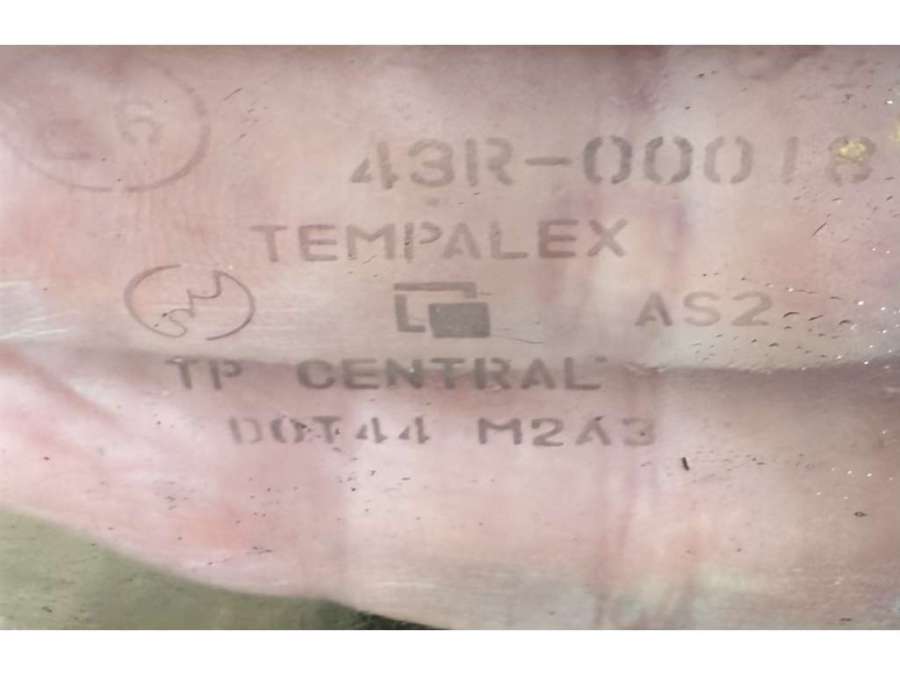 43R-00018
TEMPALEX
AS2
TP CENTRAL
DOT44 M2A3